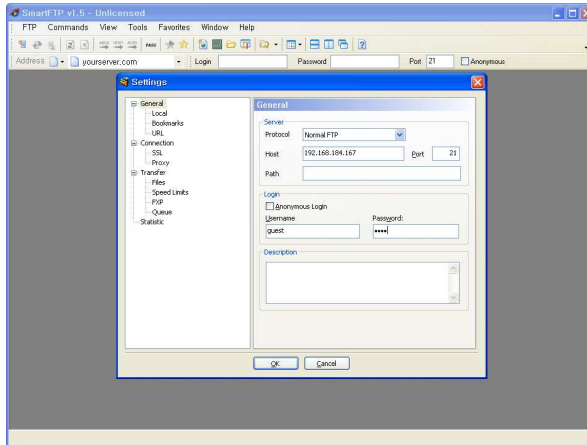 SmartFTP v1.5 - Unlicensed
FTP Commands View Tools Favorites Window Help
Address yourserver.com Login Password Port 21 Anonymous
Settings
General
Local
Bookmarks
URL
Connection
SSL
Proxy
Transfer
Files
Speed Limits
FXP
Queue
Statistic
General
Server
Protocol Normal FTP
Host 192.168.184.167 Port 21
Path
Login
Anonymous Login
Username Password:
guest ••••
Description
OK Cancel